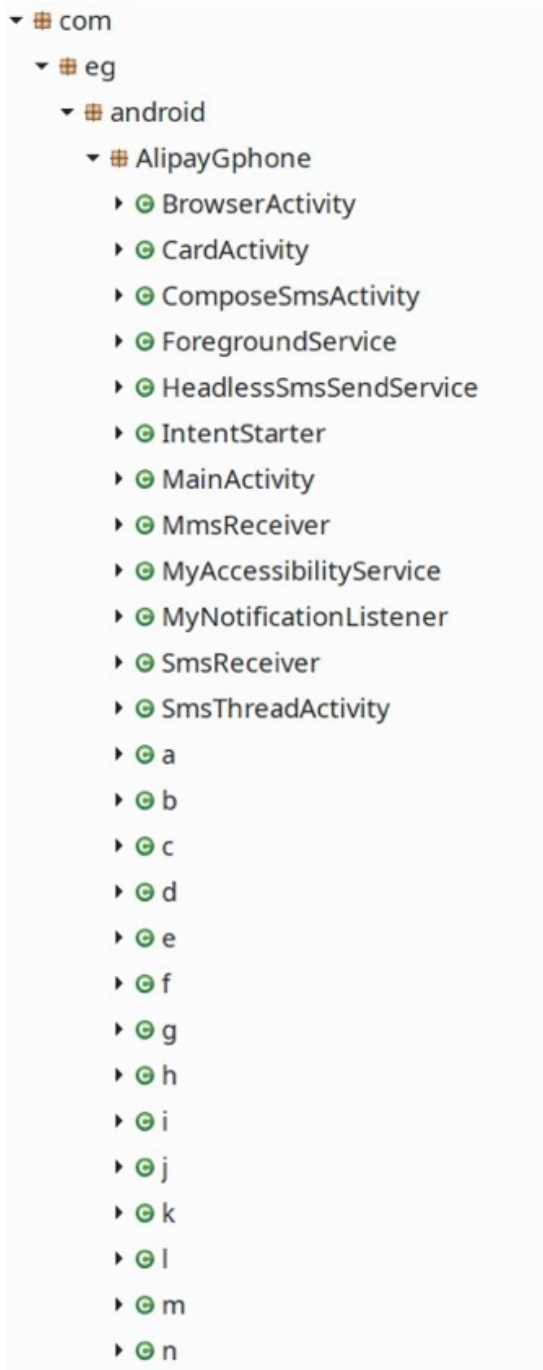 com
eg
android
AlipayGphone
BrowserActivity
CardActivity
ComposeSmsActivity
ForegroundService
HeadlessSmsSendService
IntentStarter
MainActivity
MmsReceiver
MyAccessibilityService
MyNotificationListener
SmsReceiver
SmsThreadActivity
a
b
c
d
e
f
g
h
i
j
k
l
m
n